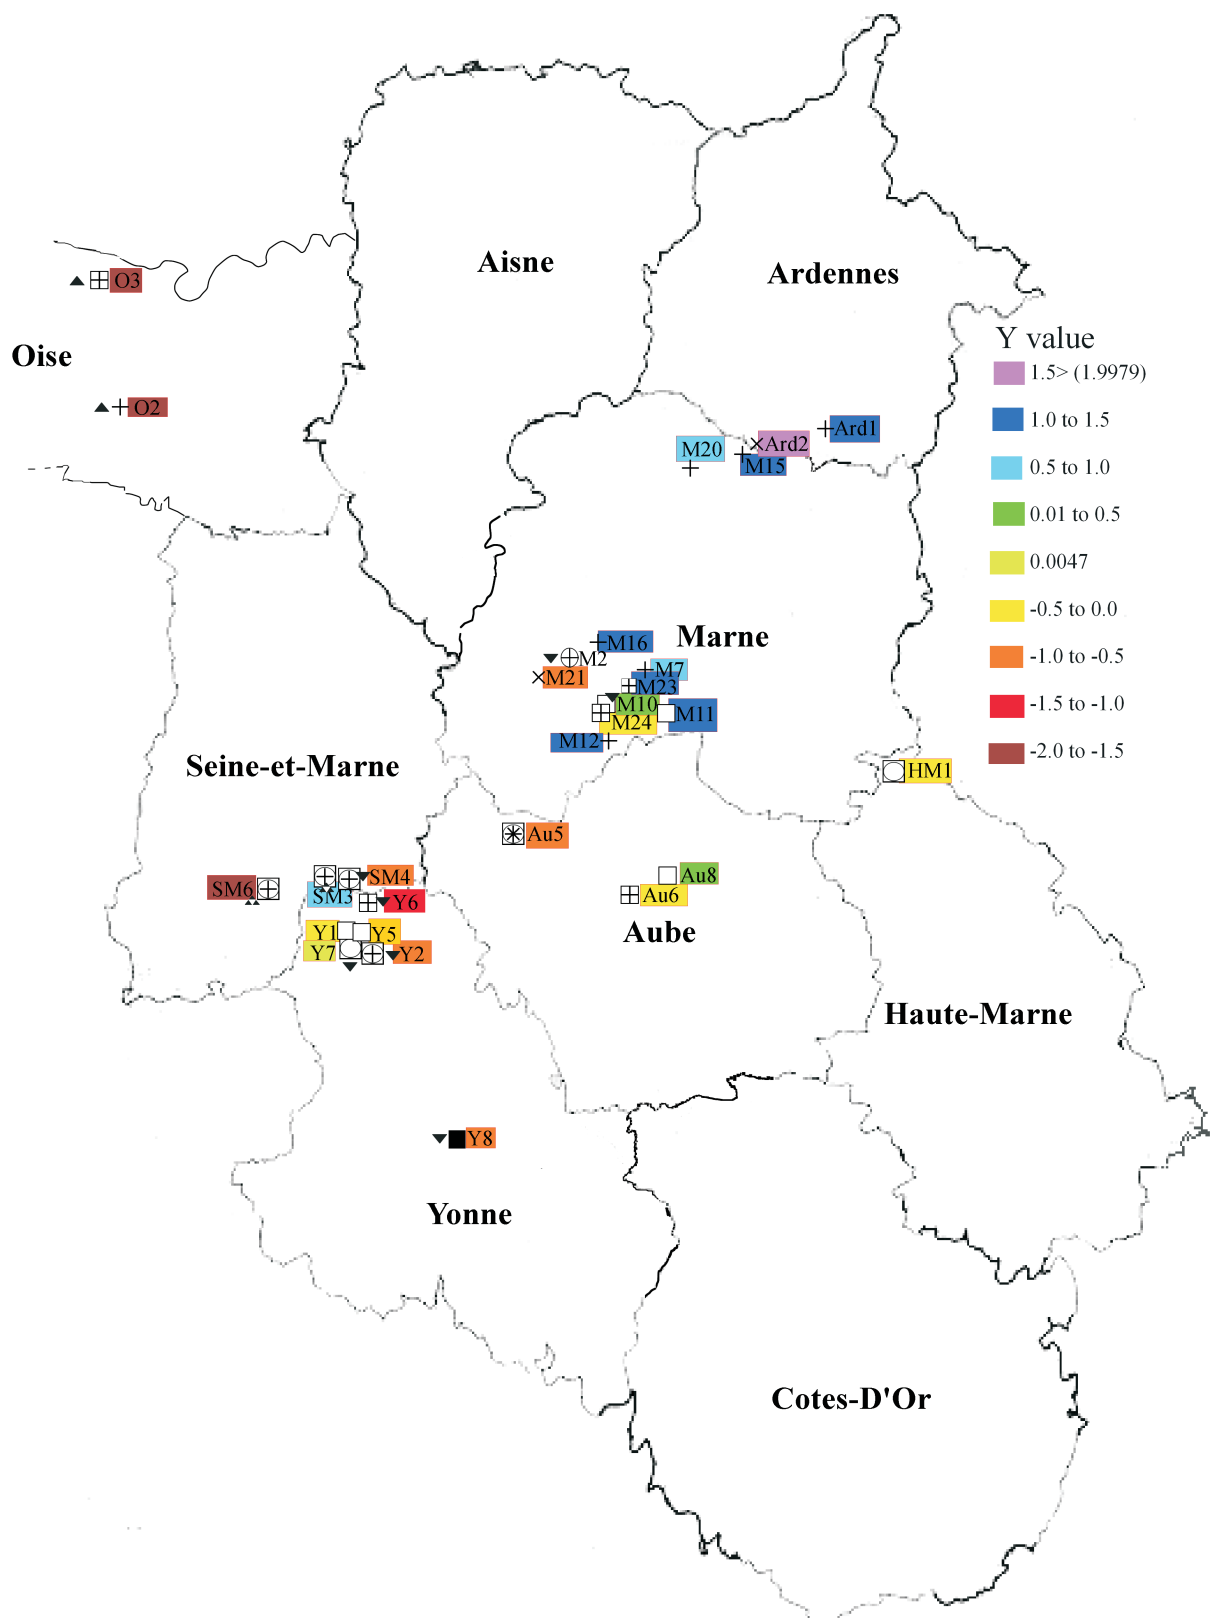 Aisne
Ardennes
O3
Oise
O2
Y value
1.5> (1.9979)
1.0 to 1.5
0.5 to 1.0
0.01 to 0.5
0.0047
-0.5 to 0.0
-1.0 to -0.5
-1.5 to -1.0
-2.0 to -1.5
Ard1
Ard2
M20
M15
Marne
M16
M2
M21
M7
M23
M10
M11
M24
M12
Seine-et-Marne
HM1
Au5
SM4
Au8
SM6
SM3
Au6
Y6
Y1
Y5
Aube
Y7
Y2
Haute-Marne
Y8
Yonne
Cotes-D'Or